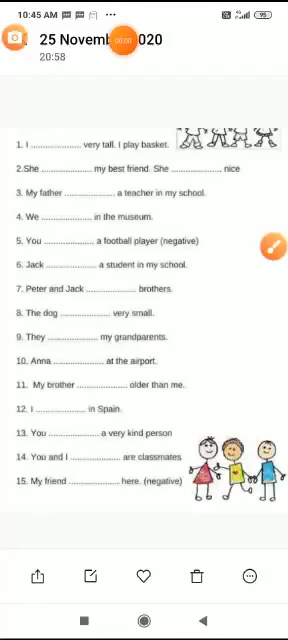 10:45 AM
95
25 Novemb 00:00 020
20:58
1. I .................... very tall. I play basket.
2.She .................... my best friend. She .................... nice
3. My father .................... a teacher in my school.
4. We .................... in the museum.
5. You .................... a football player (negative)
6. Jack .................... a student in my school.
7. Peter and Jack .................... brothers.
8. The dog .................... very small.
9. They .................... my grandparents.
10. Anna .................... at the airport.
11. My brother .................... older than me.
12. I .................... in Spain.
13. You .................... a very kind person
14. You and I .................... are classmates
15. My friend .................... here. (negative)